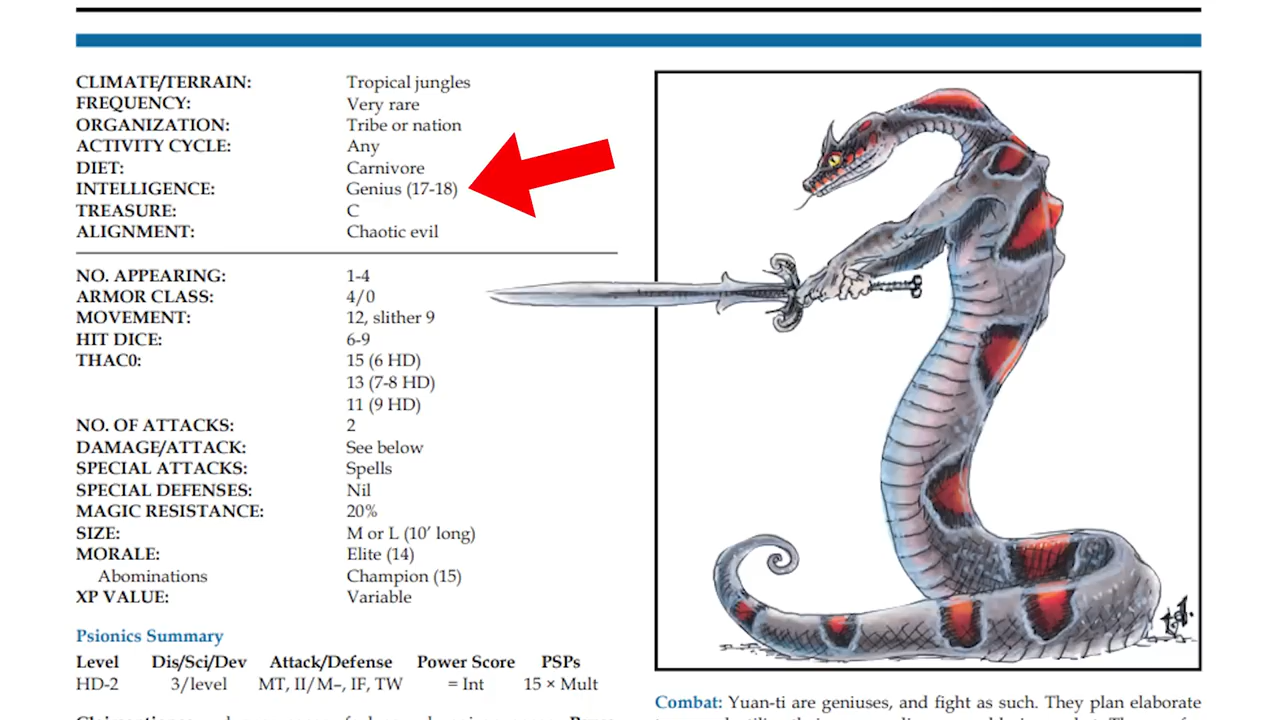 CLIMATE/TERRAIN: Tropical jungles
FREQUENCY: Very rare
ORGANIZATION: Tribe or nation
ACTIVITY CYCLE: Any
DIET: Carnivore
INTELLIGENCE: Genius (17-18)
TREASURE: C
ALIGNMENT: Chaotic evil
NO. APPEARING: 1-4
ARMOR CLASS: 4/0
MOVEMENT: 12, slither 9
HIT DICE: 6-9
THAC0: 15 (6 HD)
13 (7-8 HD)
11 (9 HD)
NO. OF ATTACKS: 2
DAMAGE/ATTACK: See below
SPECIAL ATTACKS: Spells
SPECIAL DEFENSES: Nil
MAGIC RESISTANCE: 20%
SIZE: M or L (10′ long)
MORALE: Elite (14)
Abominations Champion (15)
XP VALUE: Variable
Psionics Summary
Level Dis/Sci/Dev Attack/Defense Power Score PSPs
HD-2 3/level MT, II/M–, IF, TW = Int 15 × Mult
Combat: Yuan-ti are geniuses, and fight as such. They plan elaborate